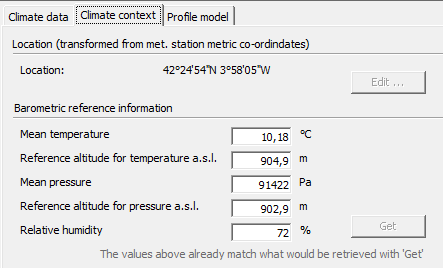 Climate data Climate context Profile model
Location (transformed from met. station metric co-ordindates)
Location: 42°24'54"N 3°58'05"W
Edit ...
Barometric reference information
Mean temperature 10,18 °C
Reference altitude for temperature a.s.l. 904,9 m
Mean pressure 91422 Pa
Reference altitude for pressure a.s.l. 902,9 m
Relative humidity 72 % Get
The values above already match what would be retrieved with 'Get'